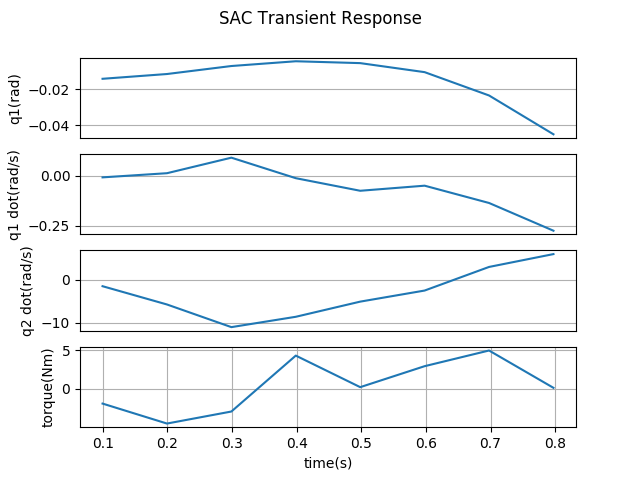 SAC Transient Response
q1(rad)
−0.02
−0.04
q1 dot(rad/s)
0.00
−0.25
q2 dot(rad/s)
0
−10
torque(Nm)
5
0
0.1 0.2 0.3 0.4 0.5 0.6 0.7 0.8
time(s)